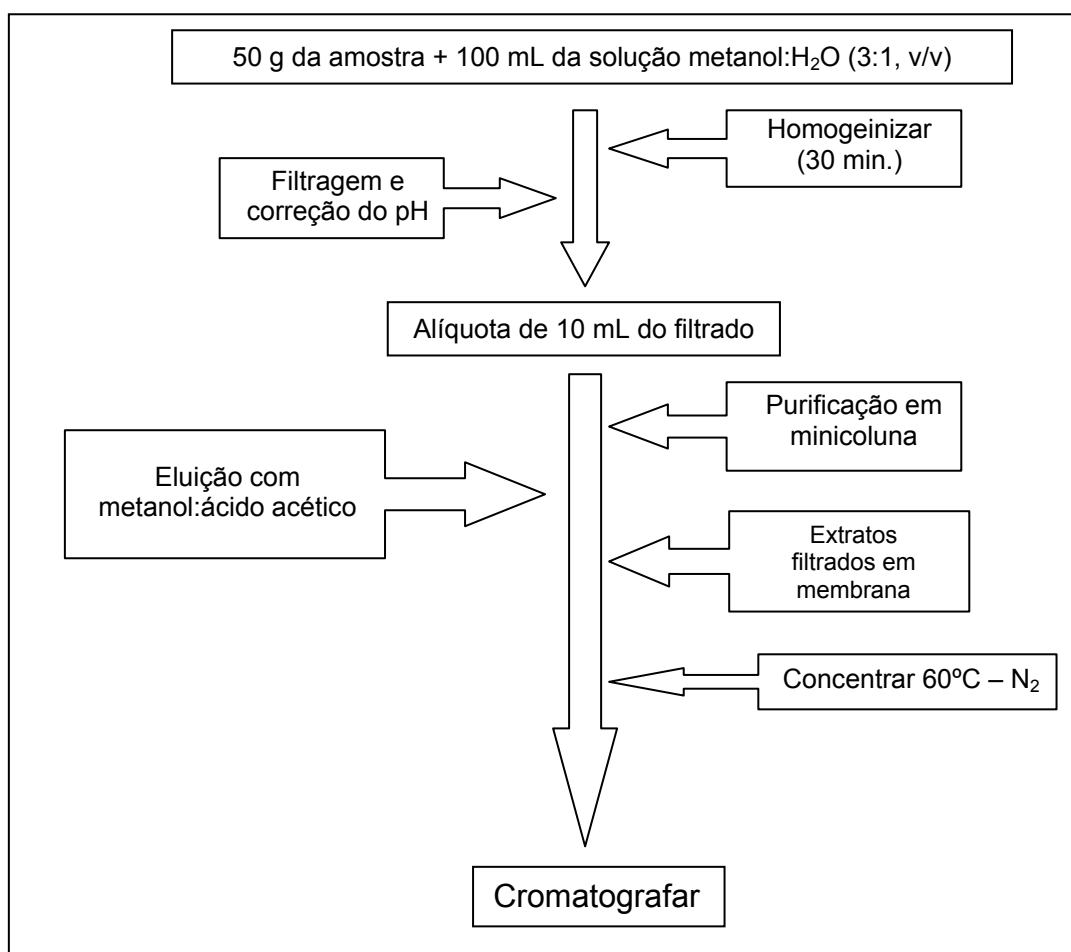 50 g da amostra + 100 mL da solução metanol:H₂O (3:1, v/v)
Homogeinizar
(30 min.)
Filtragem e
correção do pH
Alíquota de 10 mL do filtrado
Purificação em
minicoluna
Eluição com
metanol:ácido acético
Extratos
filtrados em
membrana
Concentrar 60ºC – N₂
Cromatografar